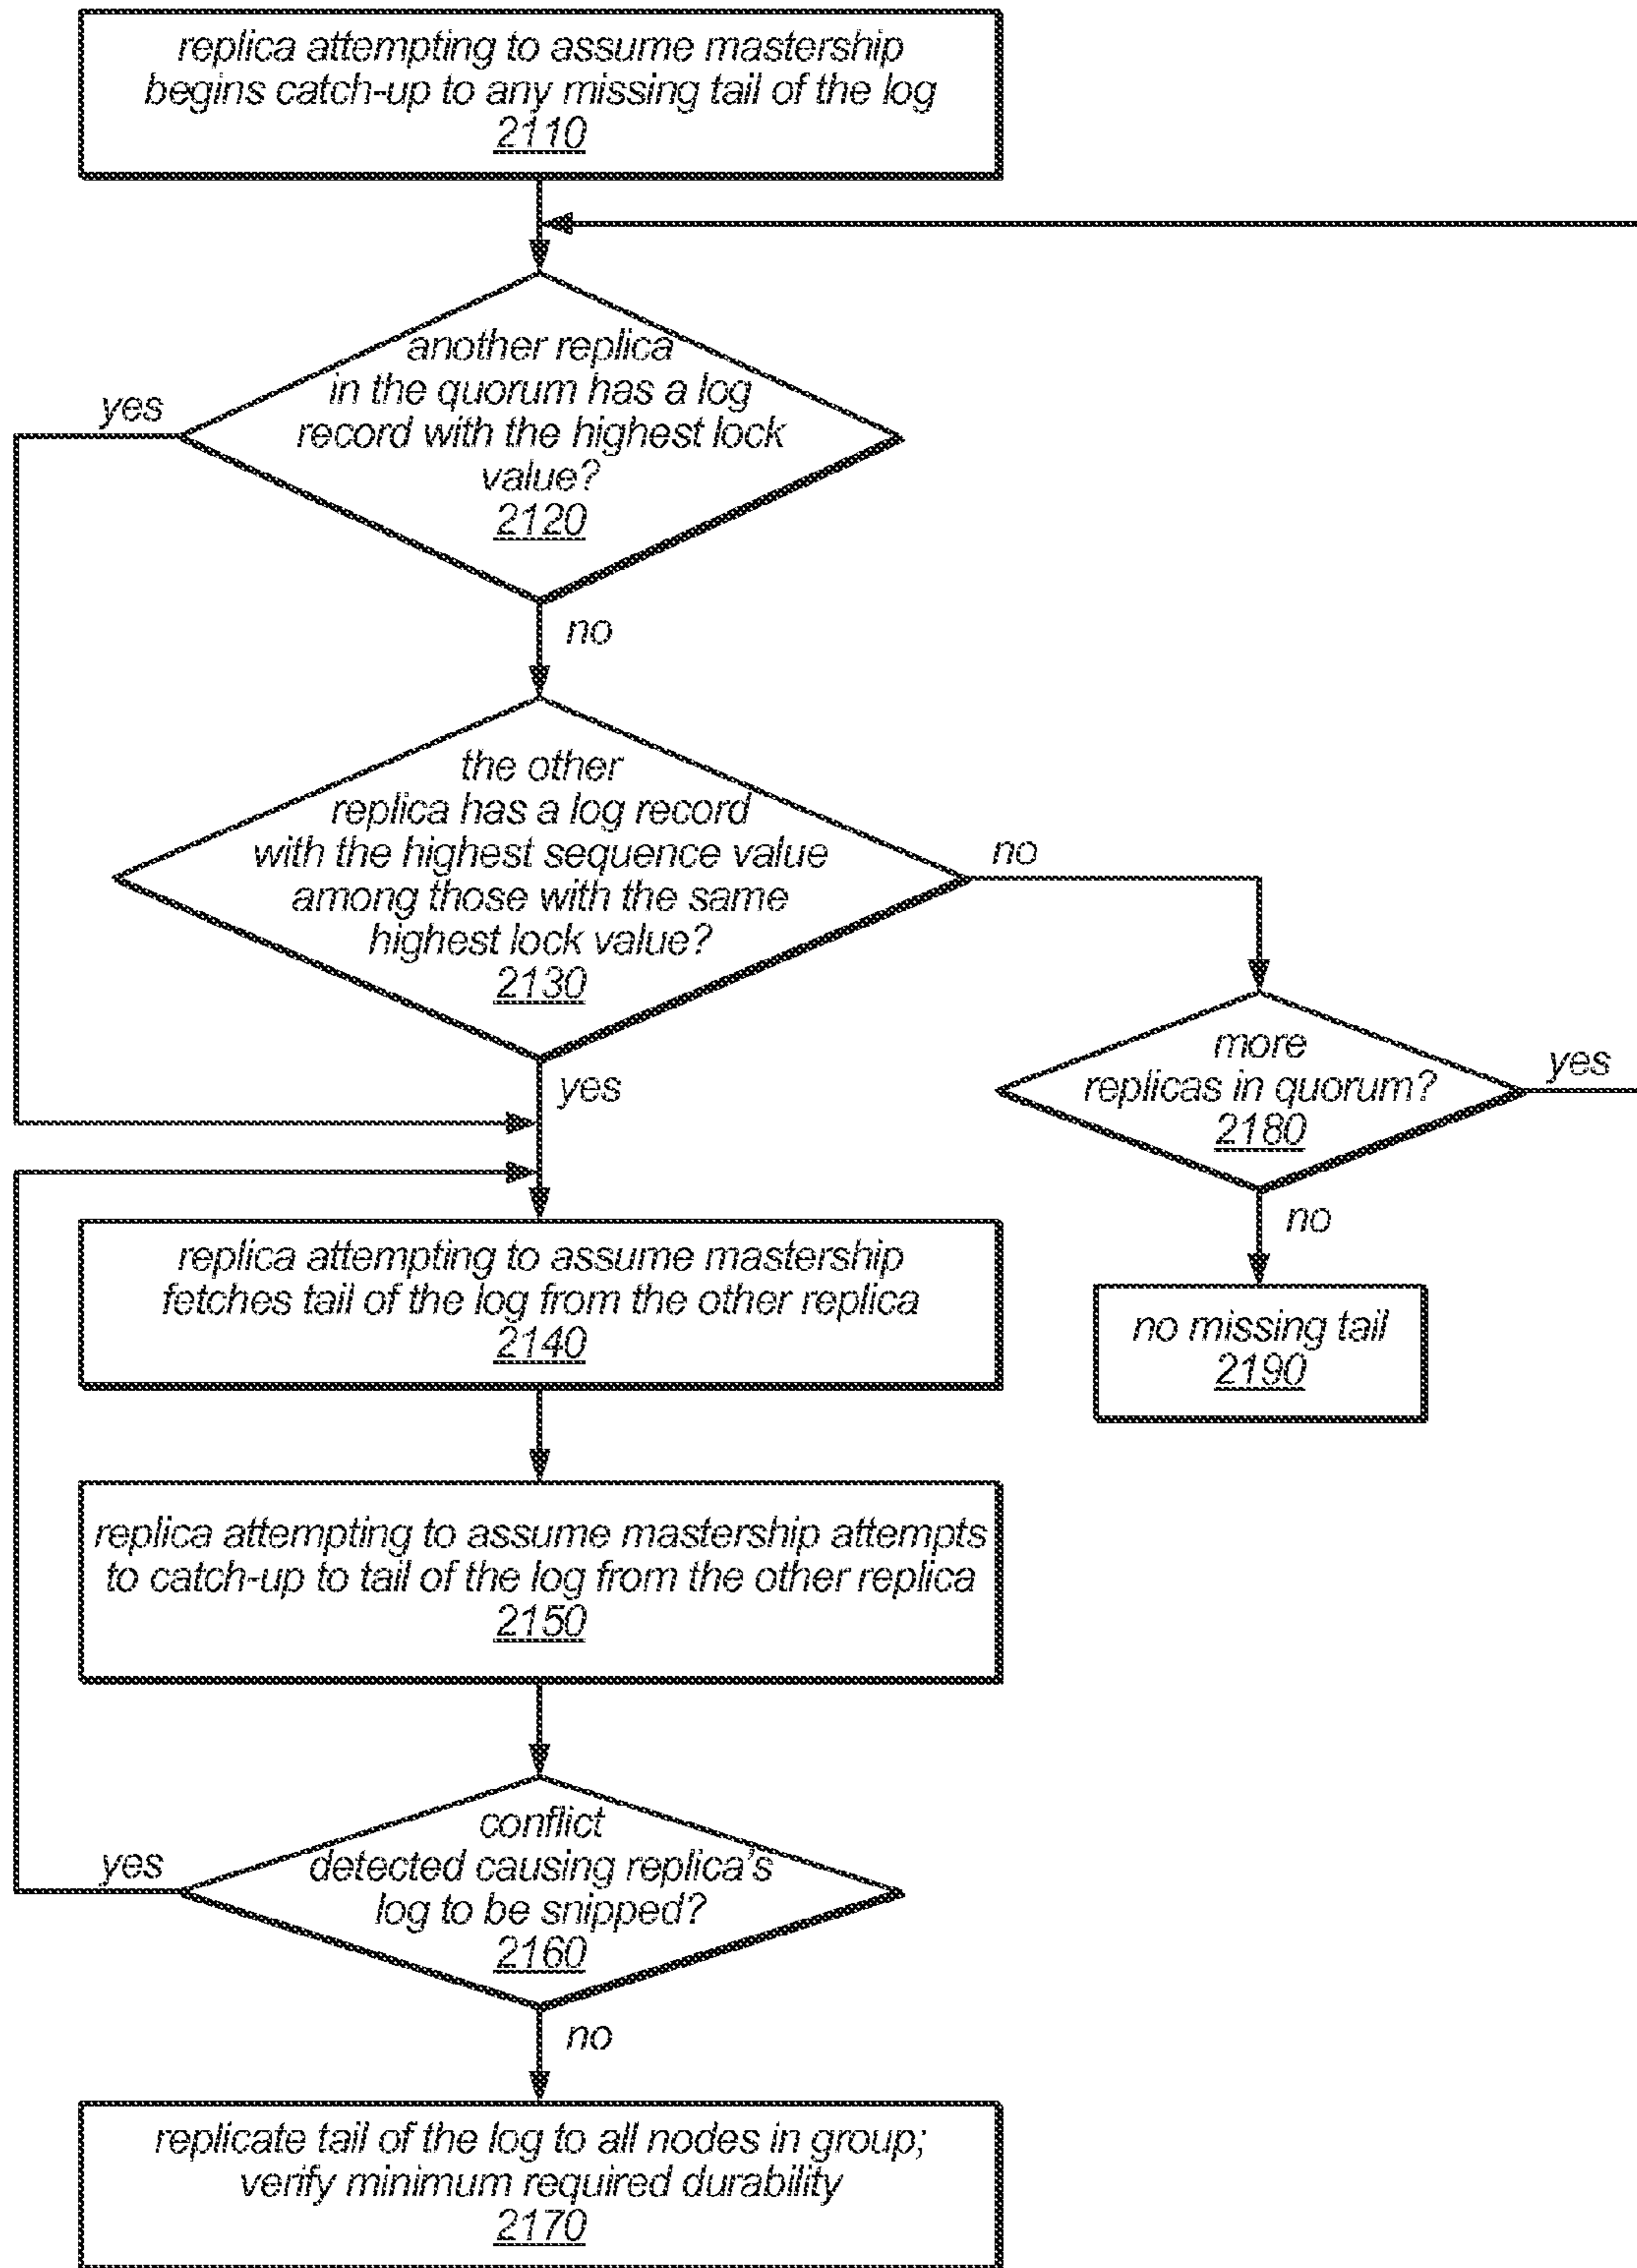 replica attempting to assume mastership
begins catch-up to any missing tail of the log
2110
another replica
in the quorum has a log
record with the highest lock
value?
2120
yes
no
the other
replica has a log record
with the highest sequence value
among those with the same
highest lock value?
2130
no
yes
more
replicas in quorum?
2180
yes
no
no missing tail
2190
replica attempting to assume mastership
fetches tail of the log from the other replica
2140
replica attempting to assume mastership attempts
to catch-up to tail of the log from the other replica
2150
conflict
detected causing replica's
log to be snipped?
2160
yes
no
replicate tail of the log to all nodes in group;
verify minimum required durability
2170